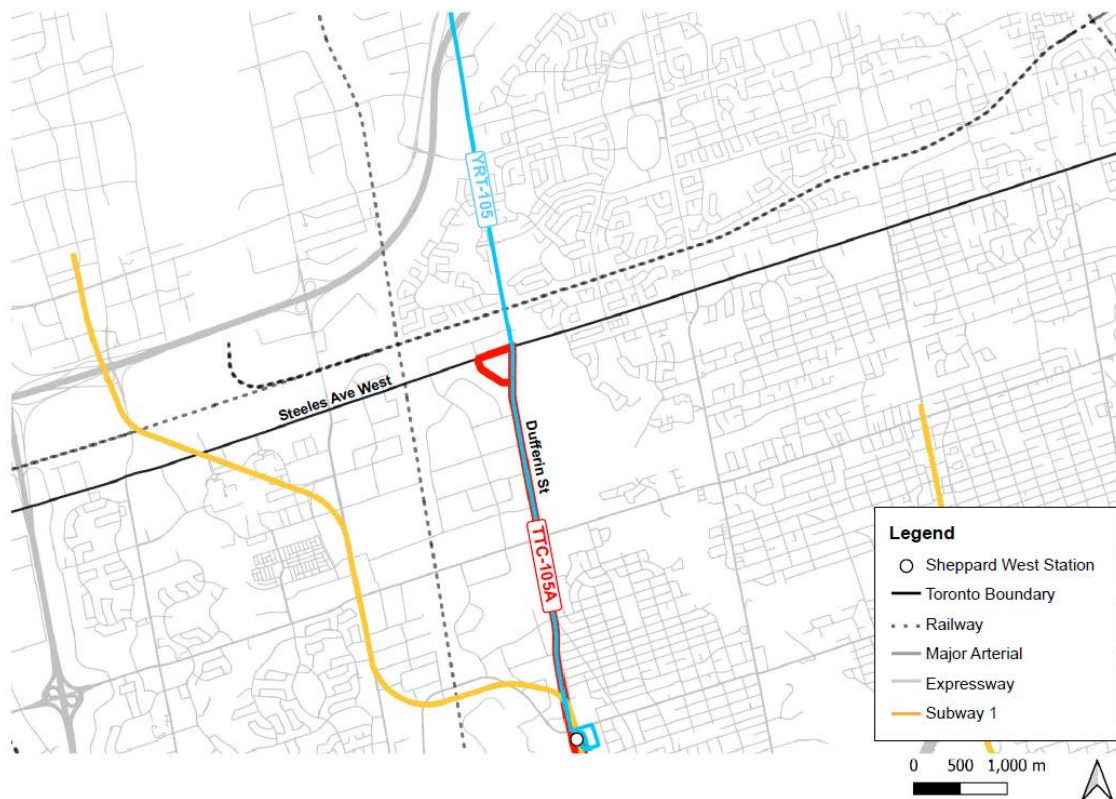 YRT-105
Steeles Ave West
Dufferin St
TTC-105A
Legend
Sheppard West Station
Toronto Boundary
Railway
Major Arterial
Expressway
Subway 1
0 500 1,000 m